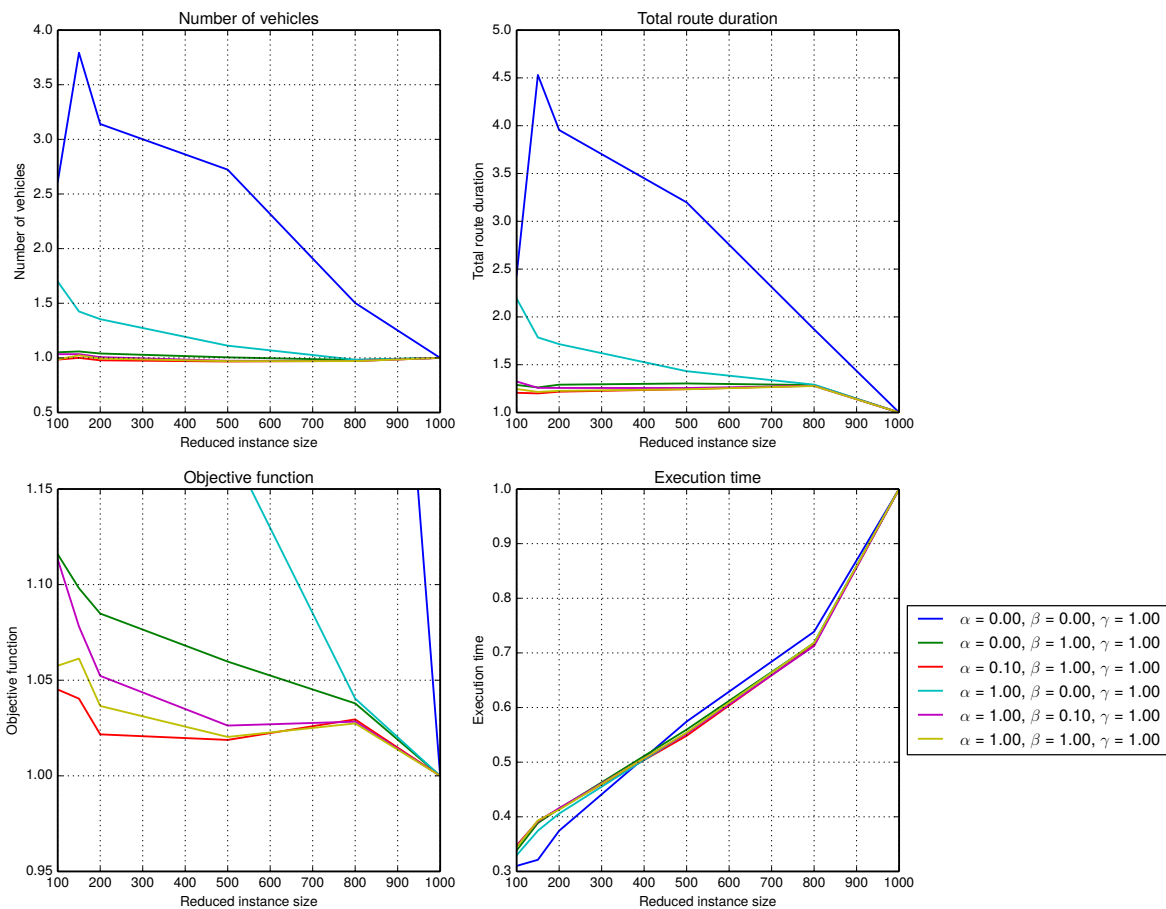 Number of vehicles
Number of vehicles
4.0
3.5
3.0
2.5
2.0
1.5
1.0
0.5
100 200 300 400 500 600 700 800 900 1000
Reduced instance size
Total route duration
Total route duration
5.0
4.5
4.0
3.5
3.0
2.5
2.0
1.5
1.0
100 200 300 400 500 600 700 800 900 1000
Reduced instance size
Objective function
Objective function
1.15
1.10
1.05
1.00
0.95
100 200 300 400 500 600 700 800 900 1000
Reduced instance size
Execution time
Execution time
1.0
0.9
0.8
0.7
0.6
0.5
0.4
0.3
100 200 300 400 500 600 700 800 900 1000
Reduced instance size
α = 0.00, β = 0.00, γ = 1.00
α = 0.00, β = 1.00, γ = 1.00
α = 0.10, β = 1.00, γ = 1.00
α = 1.00, β = 0.00, γ = 1.00
α = 1.00, β = 0.10, γ = 1.00
α = 1.00, β = 1.00, γ = 1.00